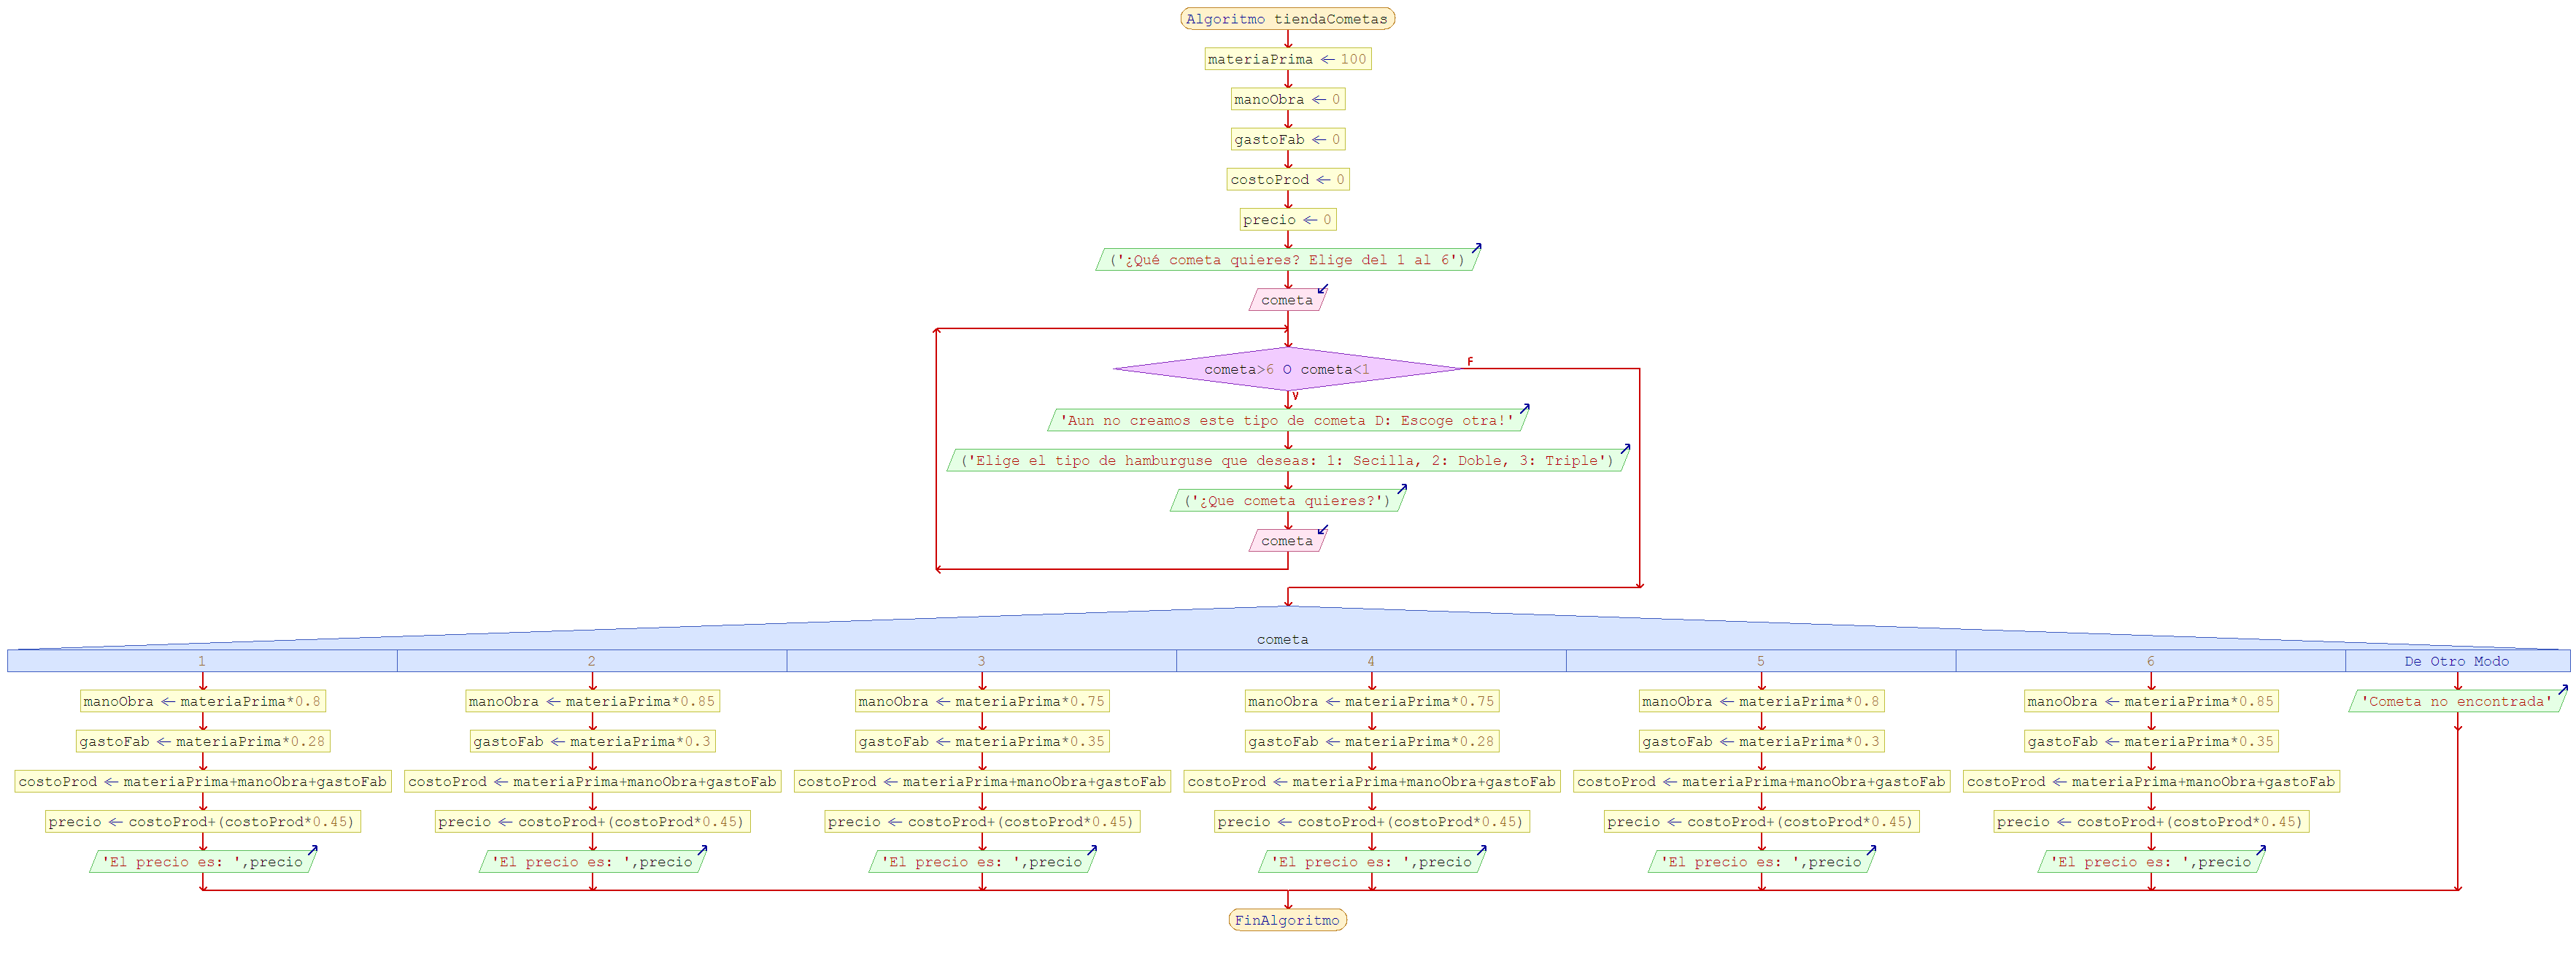 Algoritmo tiendaCometas
materiaPrima ← 100
manoObra ← 0
gastoFab ← 0
costoProd ← 0
precio ← 0
('¿Qué cometa quieres? Elige del 1 al 6')
cometa
cometa>6 O cometa<1
F
V
'Aun no creamos este tipo de cometa D: Escoge otra!'
('Elige el tipo de hamburguse que deseas: 1: Secilla, 2: Doble, 3: Triple')
('¿Que cometa quieres?')
cometa
cometa
1 2 3 4 5 6 De Otro Modo
manoObra ← materiaPrima*0.8 manoObra ← materiaPrima*0.85 manoObra ← materiaPrima*0.75 manoObra ← materiaPrima*0.75 manoObra ← materiaPrima*0.8 manoObra ← materiaPrima*0.85 'Cometa no encontrada'
gastoFab ← materiaPrima*0.28 gastoFab ← materiaPrima*0.3 gastoFab ← materiaPrima*0.35 gastoFab ← materiaPrima*0.28 gastoFab ← materiaPrima*0.3 gastoFab ← materiaPrima*0.35
costoProd ← materiaPrima+manoObra+gastoFab costoProd ← materiaPrima+manoObra+gastoFab costoProd ← materiaPrima+manoObra+gastoFab costoProd ← materiaPrima+manoObra+gastoFab costoProd ← materiaPrima+manoObra+gastoFab costoProd ← materiaPrima+manoObra+gastoFab
precio ← costoProd+(costoProd*0.45) precio ← costoProd+(costoProd*0.45) precio ← costoProd+(costoProd*0.45) precio ← costoProd+(costoProd*0.45) precio ← costoProd+(costoProd*0.45) precio ← costoProd+(costoProd*0.45)
'El precio es: ',precio 'El precio es: ',precio 'El precio es: ',precio 'El precio es: ',precio 'El precio es: ',precio 'El precio es: ',precio
FinAlgoritmo